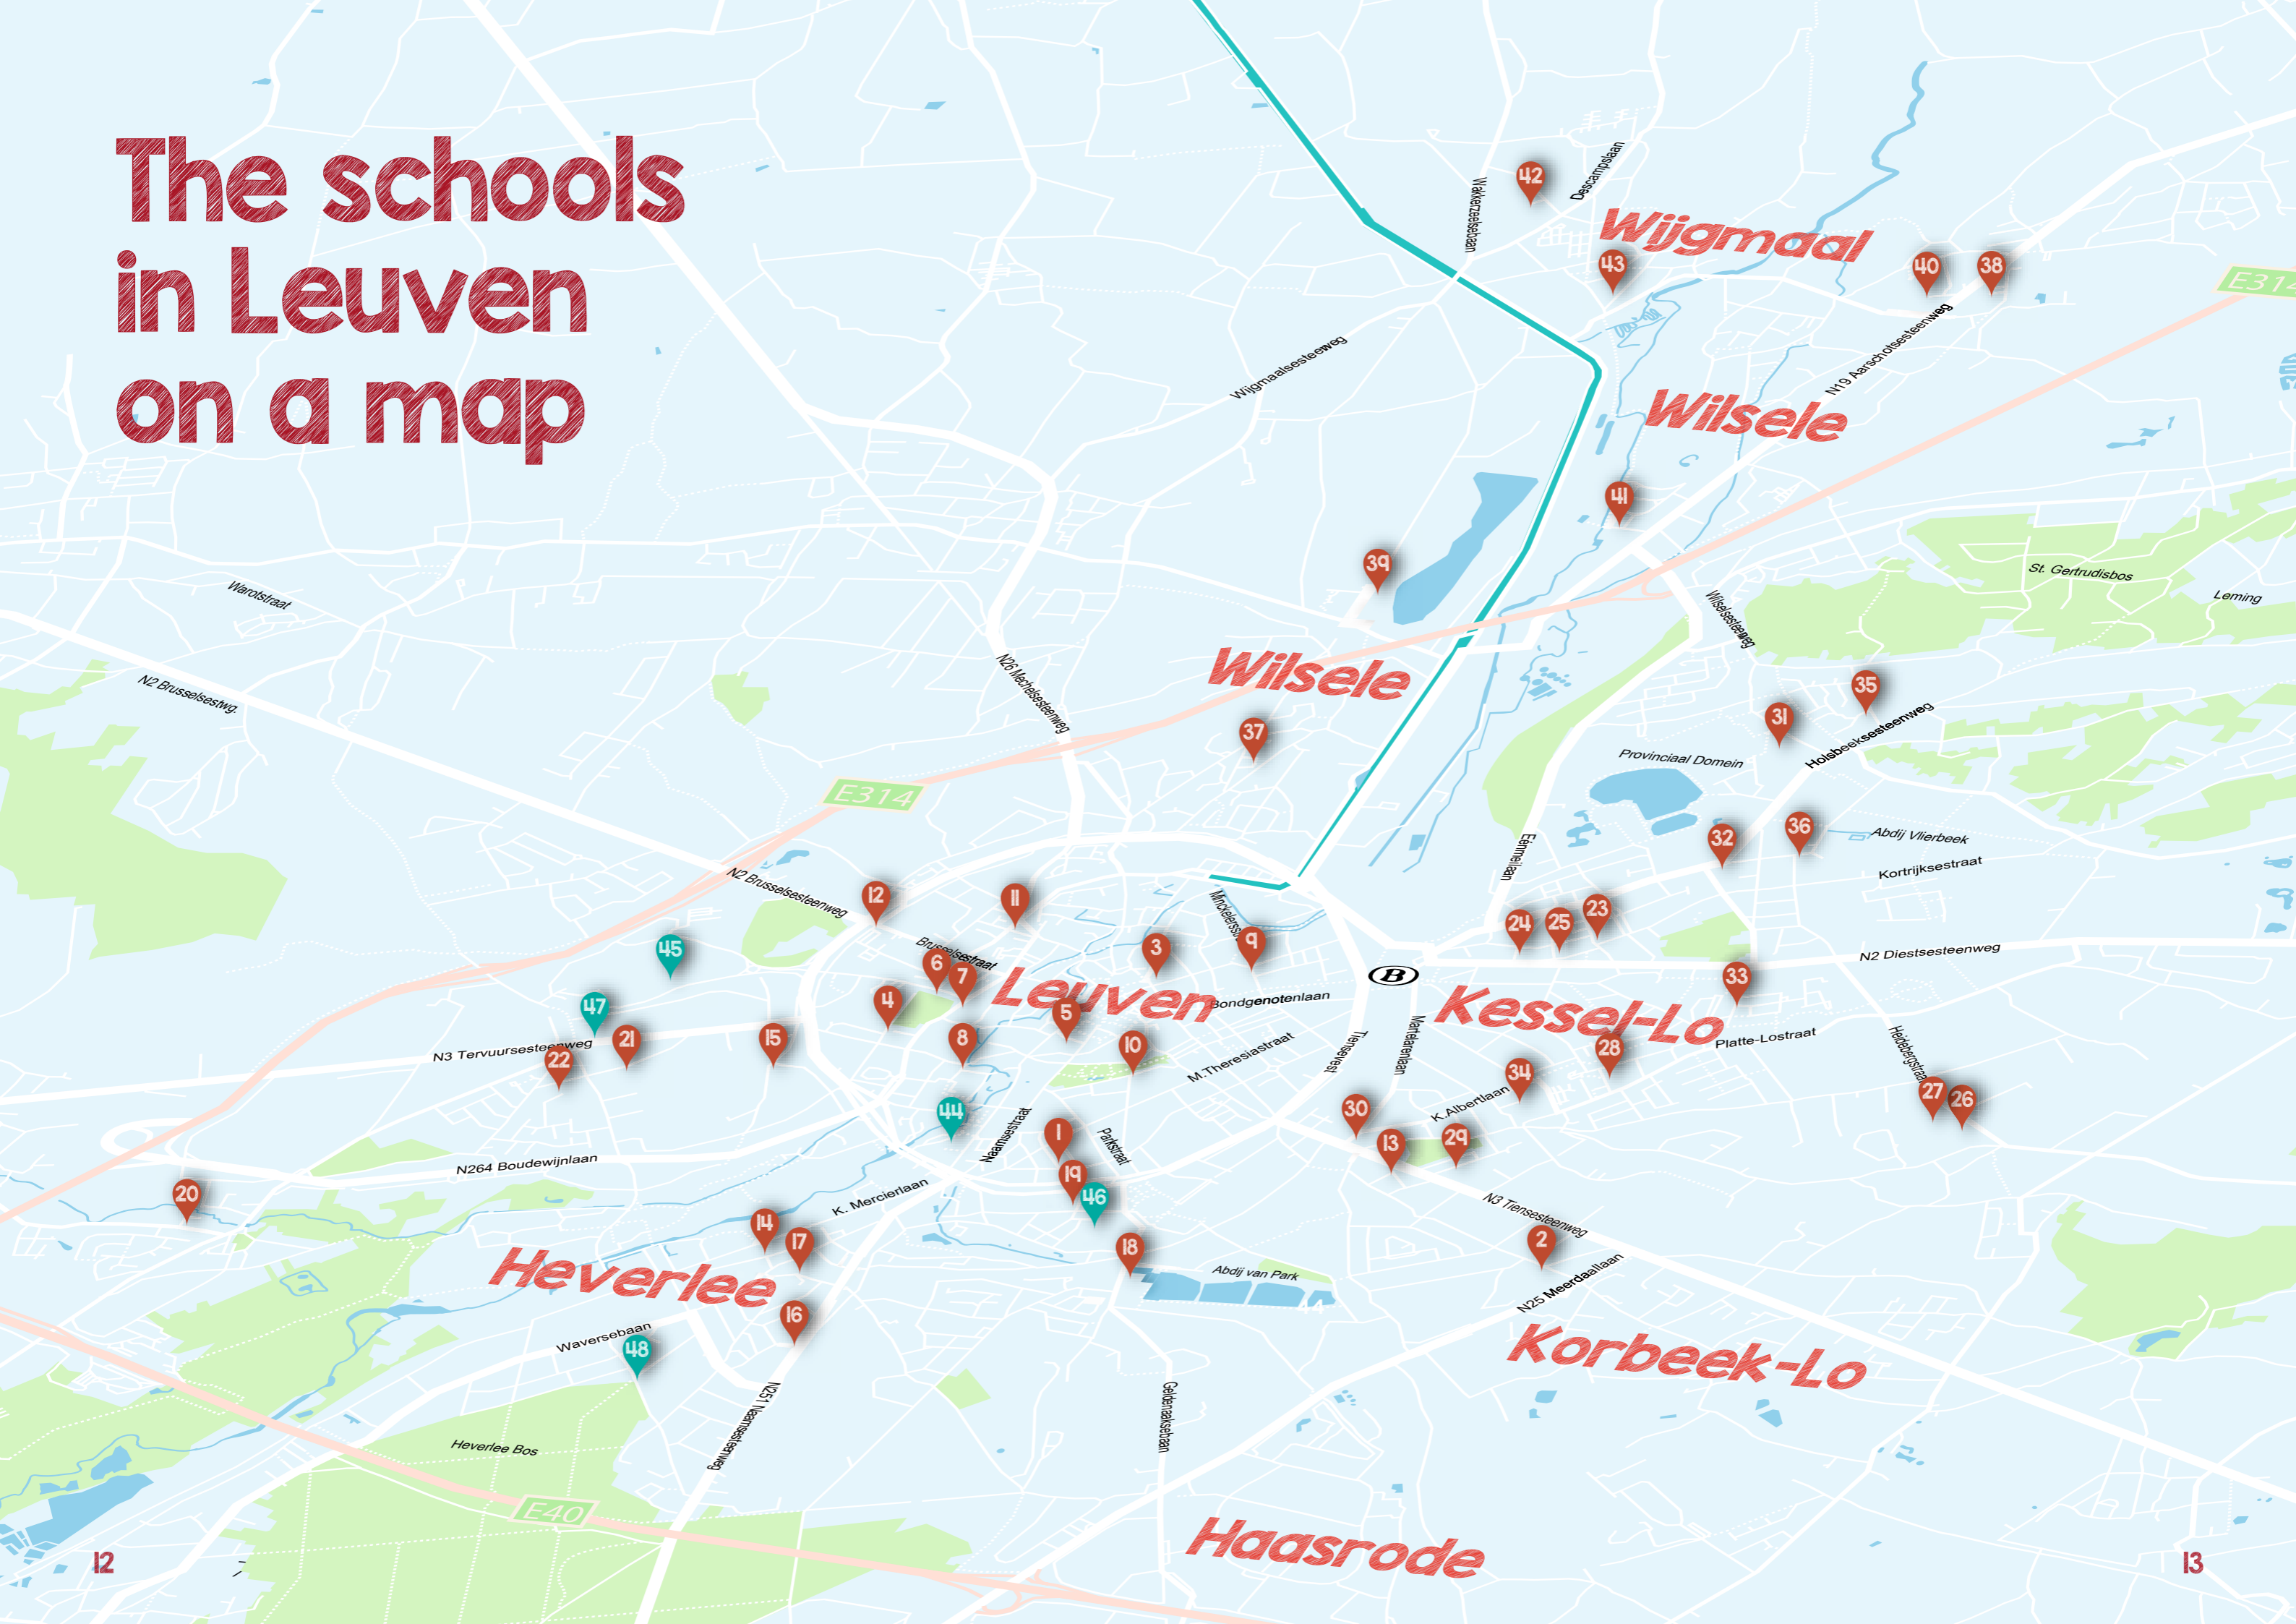 The schools
in Leuven
on a map
42
Descampslaan
Wakkerzeelsebaan
Wijgmaal
43
40
38
E314
N19 Aarschotsesteenweg
Wijgmaalsesteeweg
Wilsele
41
39
St. Gertrudisbos
Leming
Warotstraat
Wilselsesteenweg
N26 Mechelsesteenweg
Wilsele
N2 Brusselsestwg.
35
31
37
Holsbeeksesteenweg
Provinciaal Domein
E314
32
36
Abdij Vlierbeek
Eénmeilaan
Kortrijksestraat
N2 Brusselsesteenweg
12
11
Minckelersstr
24
25
23
45
Brusselsestraat
3
9
N2 Diestsesteenweg
6
7
Leuven
B
33
4
47
5
Bondgenotenlaan
Kessel-Lo
N3 Tervuursesteenweg
21
15
8
10
M.Theresiastraat
Tiensevest
Martelarenlaan
28
Platte-Lostraat
Heidebergstraat
22
34
K.Albertlaan
27
26
44
Naamsestraat
1
Parkstraat
30
13
29
N264 Boudewijnlaan
20
K. Mercierlaan
19
46
N3 Tiensesteenweg
14
17
18
2
Heverlee
Abdij van Park
N25 Meerdaallaan
16
Waversebaan
48
Korbeek-Lo
N251 Naamsesteenweg
Geldenaaksebaan
Heverlee Bos
E40
Haasrode
12
13